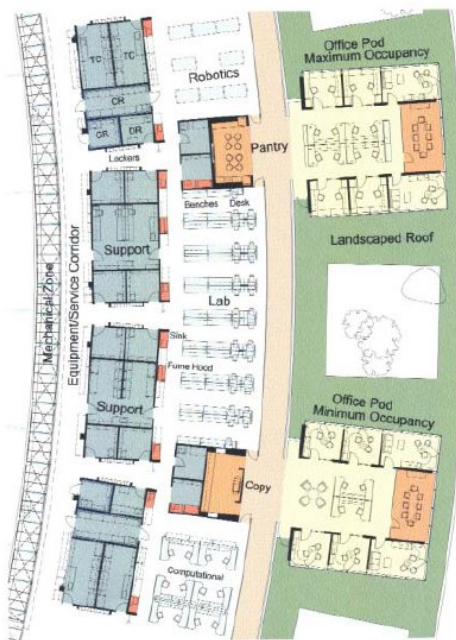 Office Pod
Maximum Occupancy
TC
TC
Robotics
CR
CR
DR
Pantry
Lockers
Benches
Desk
Support
Equipment/Service Corridor
Mechanical Zone
Landscaped Roof
Lab
Sink
Fume Hood
Support
Office Pod
Minimum Occupancy
Copy
Computational